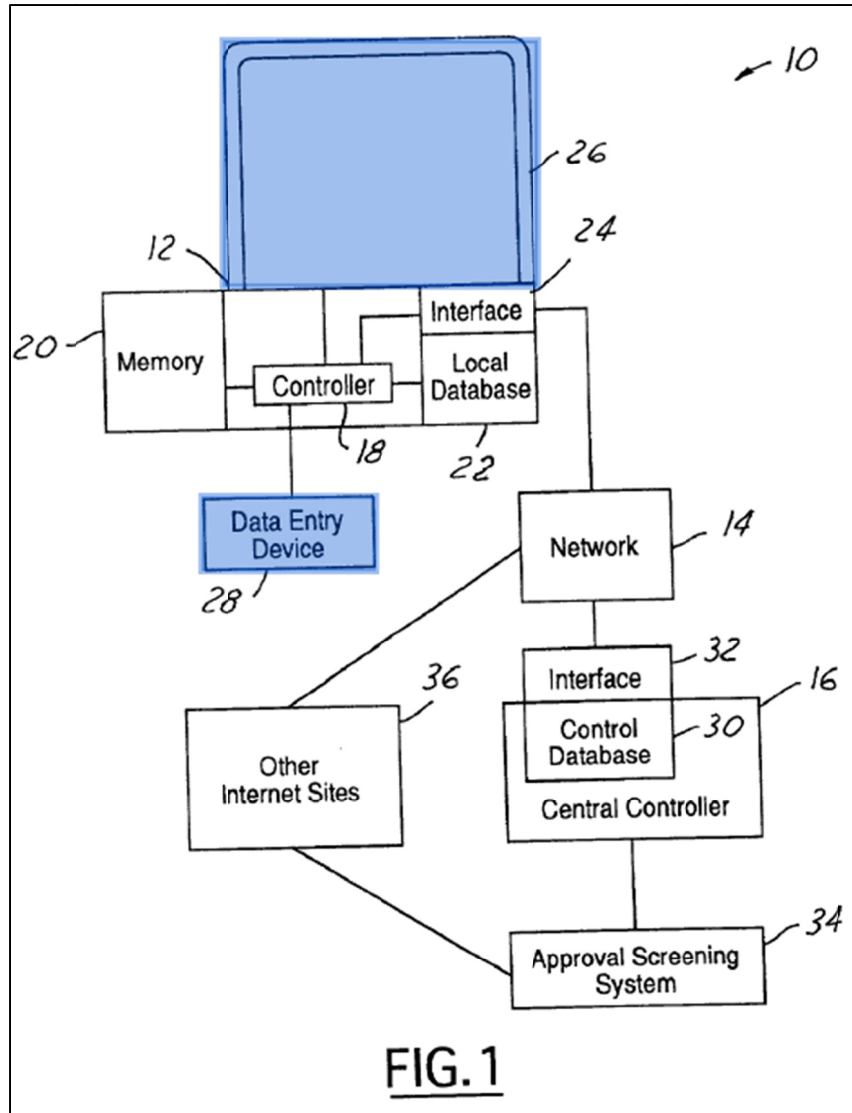 10
26
12
24
20
Memory
Interface
Controller
Local
Database
18
22
Data Entry
Device
28
Network
14
Interface
32
16
36
Control
Database
30
Other
Internet Sites
Central Controller
Approval Screening
System
34
FIG. 1